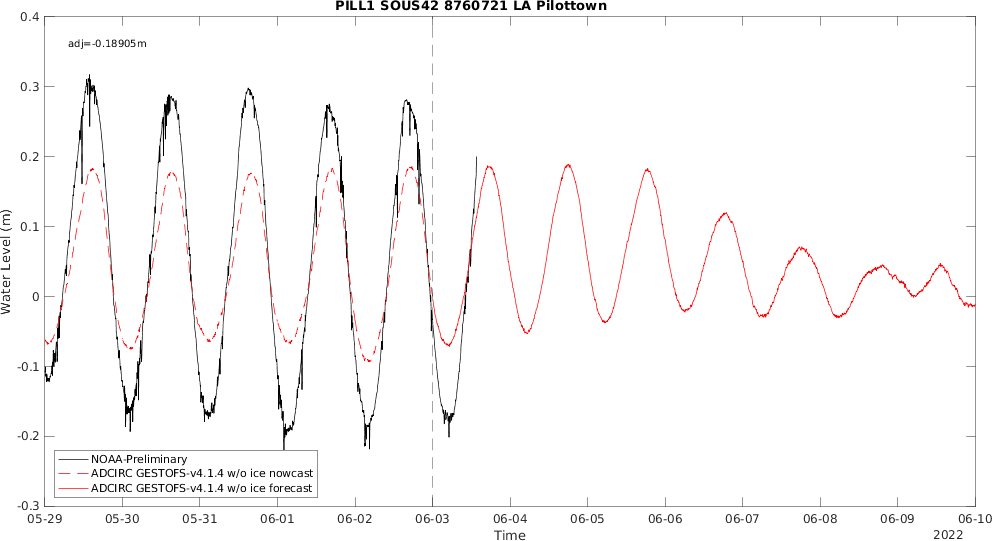 PILL1 SOUS42 8760721 LA Pilottown
adj=-0.18905m
Water Level (m)
0.4
0.3
0.2
0.1
0
-0.1
-0.2
-0.3
NOAA-Preliminary
ADCIRC GESTOFS-v4.1.4 w/o ice nowcast
ADCIRC GESTOFS-v4.1.4 w/o ice forecast
05-29 05-30 05-31 06-01 06-02 06-03 06-04 06-05 06-06 06-07 06-08 06-09 06-10
Time
2022